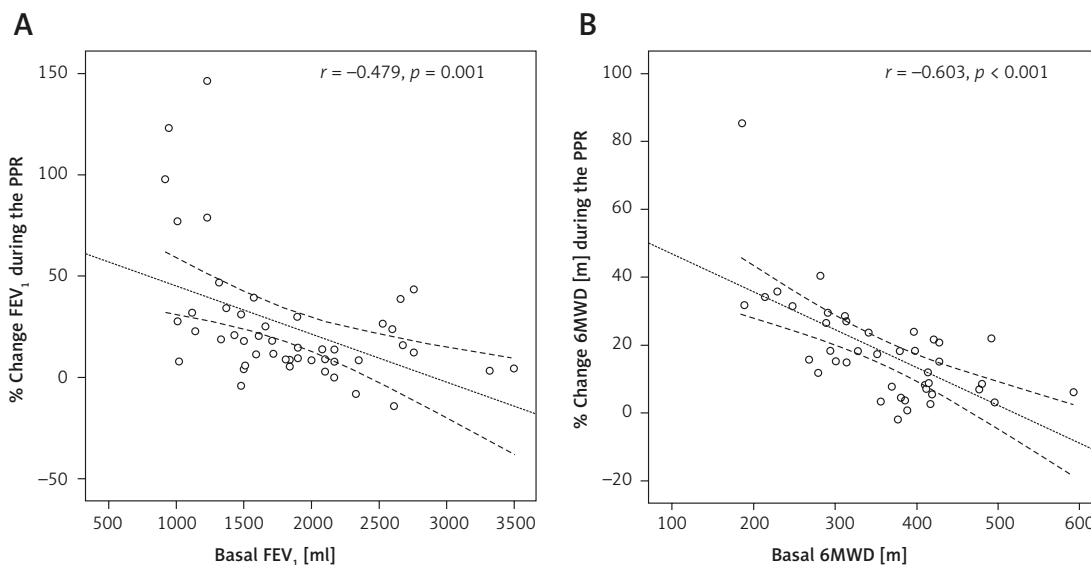 A
% Change FEV₁ during the PPR
150
100
50
0
−50
r = −0.479, p = 0.001
500 1000 1500 2000 2500 3000 3500
Basal FEV₁ [ml]
B
% Change 6MWD [m] during the PPR
100
80
60
40
20
0
−20
r = −0.603, p < 0.001
100 200 300 400 500 600
Basal 6MWD [m]